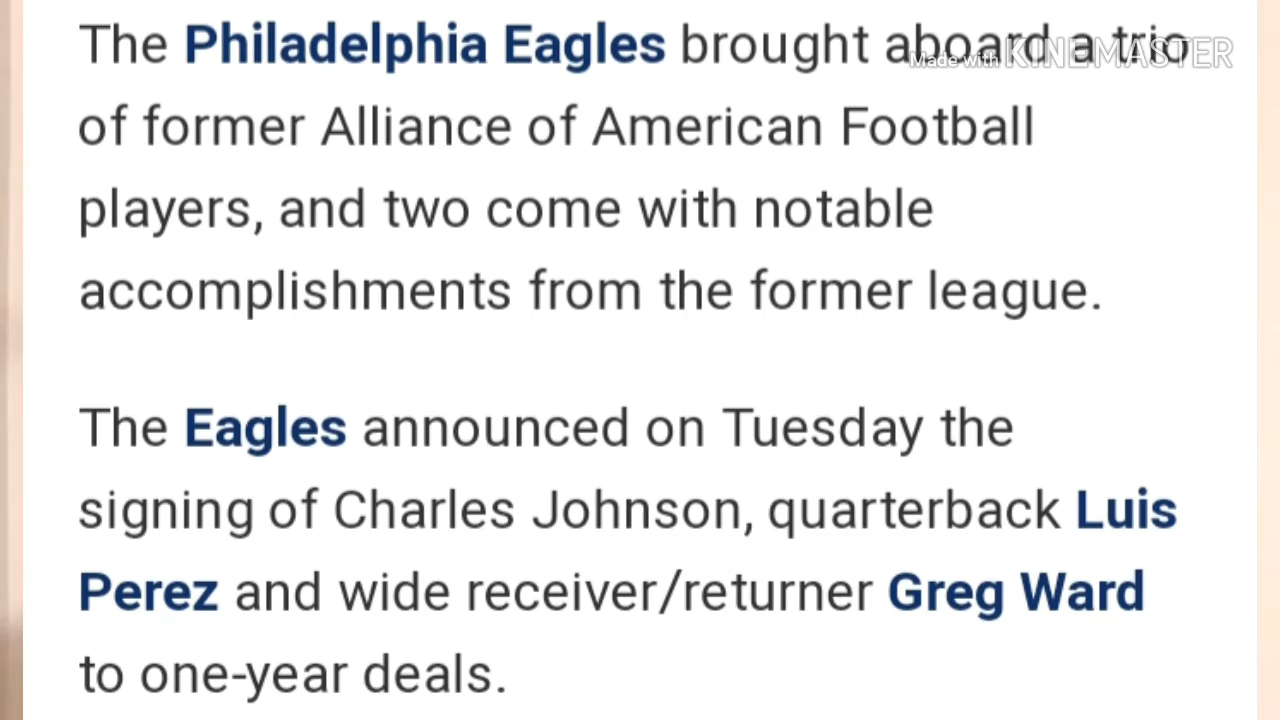 The Philadelphia Eagles brought aboard a trio
Made with KINEMASTER
of former Alliance of American Football
players, and two come with notable
accomplishments from the former league.
The Eagles announced on Tuesday the
signing of Charles Johnson, quarterback Luis
Perez and wide receiver/returner Greg Ward
to one-year deals.